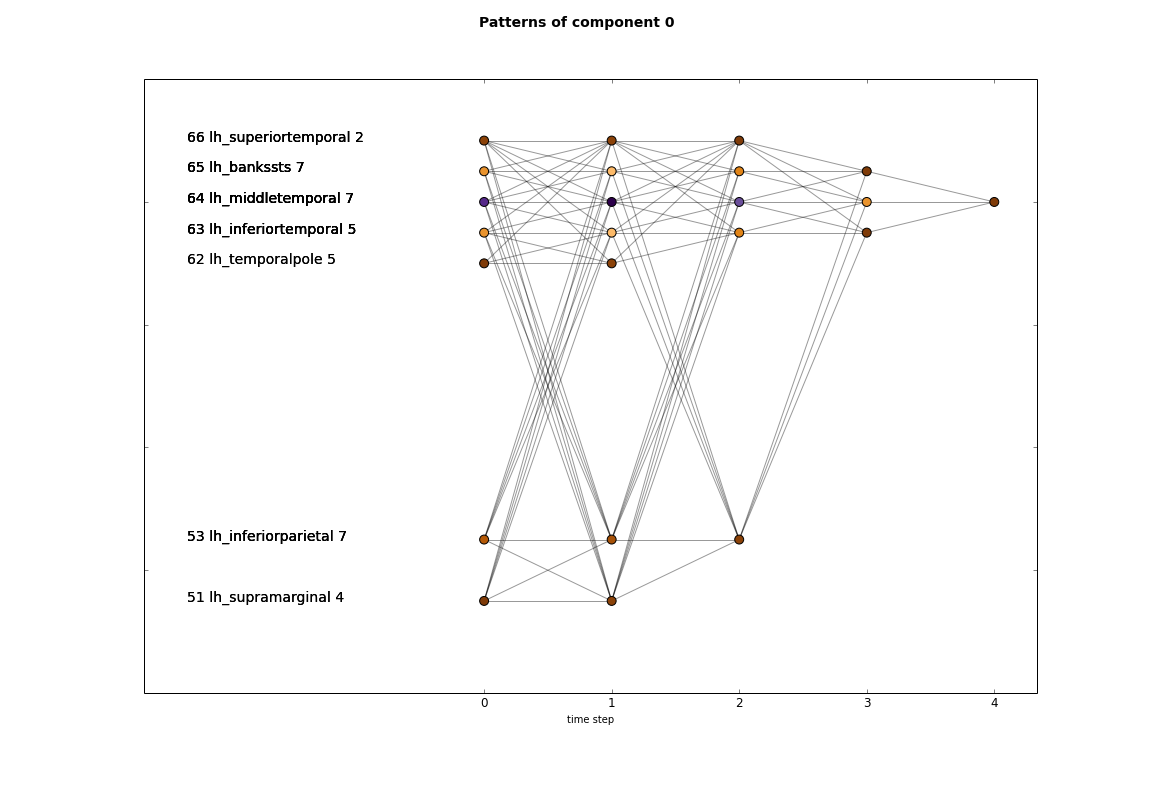 Patterns of component 0
66 lh_superiortemporal 2
65 lh_bankssts 7
64 lh_middletemporal 7
63 lh_inferiortemporal 5
62 lh_temporalpole 5
53 lh_inferiorparietal 7
51 lh_supramarginal 4
0 1 2 3 4
time step